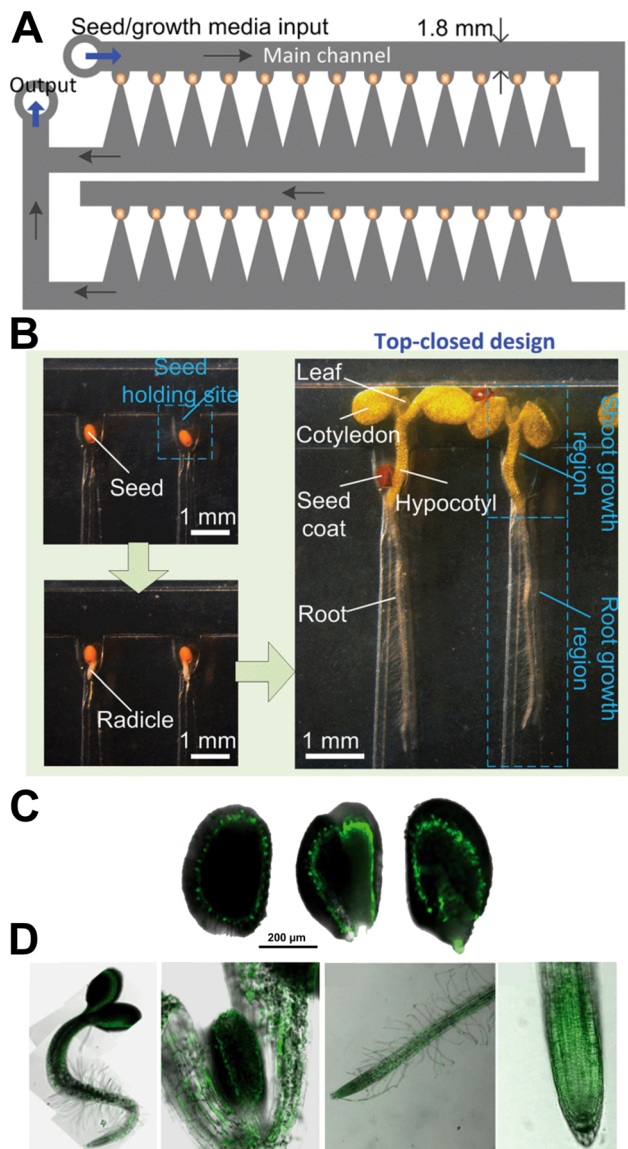 A
Seed/growth media input
1.8 mm
Main channel
Output
B
Top-closed design
Seed
holding site
Seed
1 mm
Radicle
1 mm
Leaf
Cotyledon
Seed
coat
Hypocotyl
Root
Shoot growth
region
Root growth
region
1 mm
C
200 µm
D